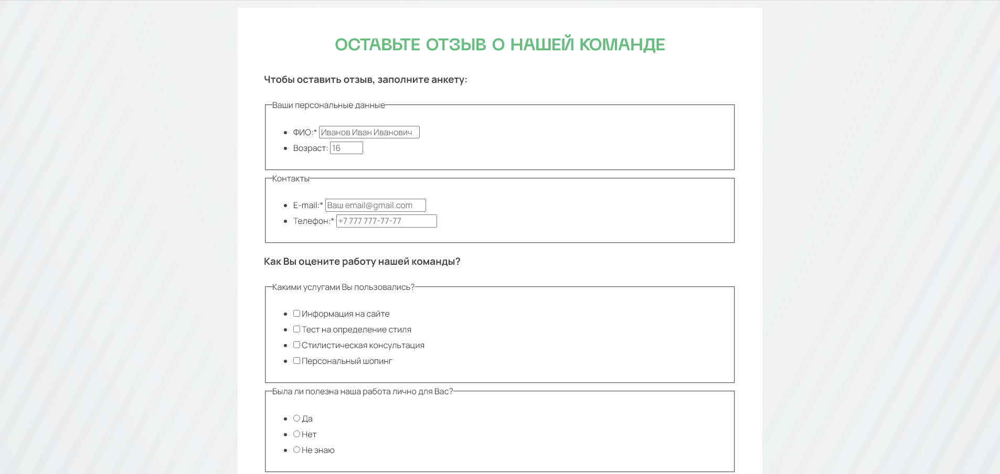 ОСТАВЬТЕ ОТЗЫВ О НАШЕЙ КОМАНДЕ
Чтобы оставить отзыв, заполните анкету:
Ваши персональные данные
ФИО:* Иванов Иван Иванович
Возраст: 16
Контакты
E-mail:* Ваш email@gmail.com
Телефон:* +7 777 777-77-77
Как Вы оцените работу нашей команды?
Какими услугами Вы пользовались?
Информация на сайте
Тест на определение стиля
Стилистическая консультация
Персональный шопинг
Была ли полезна наша работа лично для Вас?
Да
Нет
Не знаю